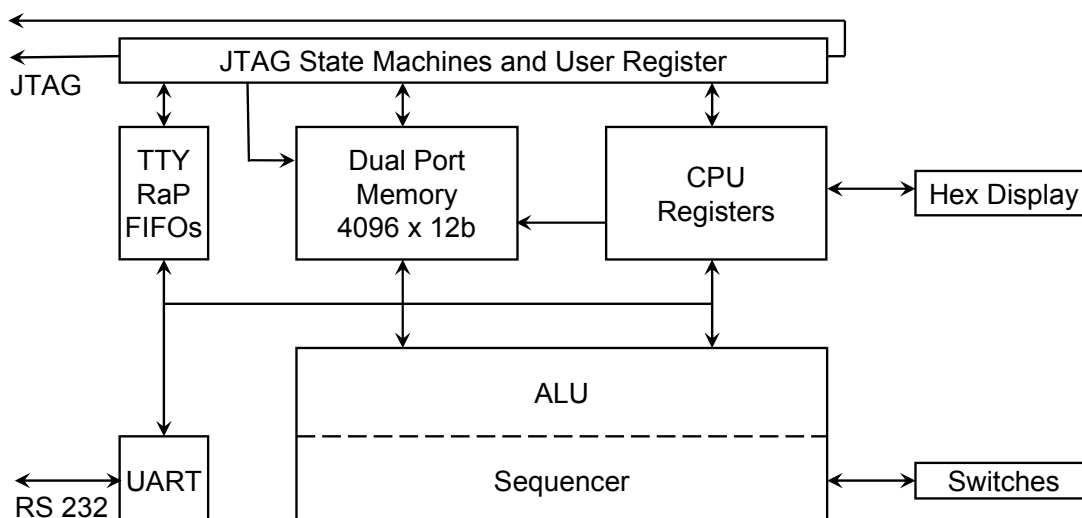 JTAG State Machines and User Register
JTAG
TTY
RaP
FIFOs
Dual Port
Memory
4096 x 12b
CPU
Registers
Hex Display
ALU
Sequencer
UART
RS 232
Switches